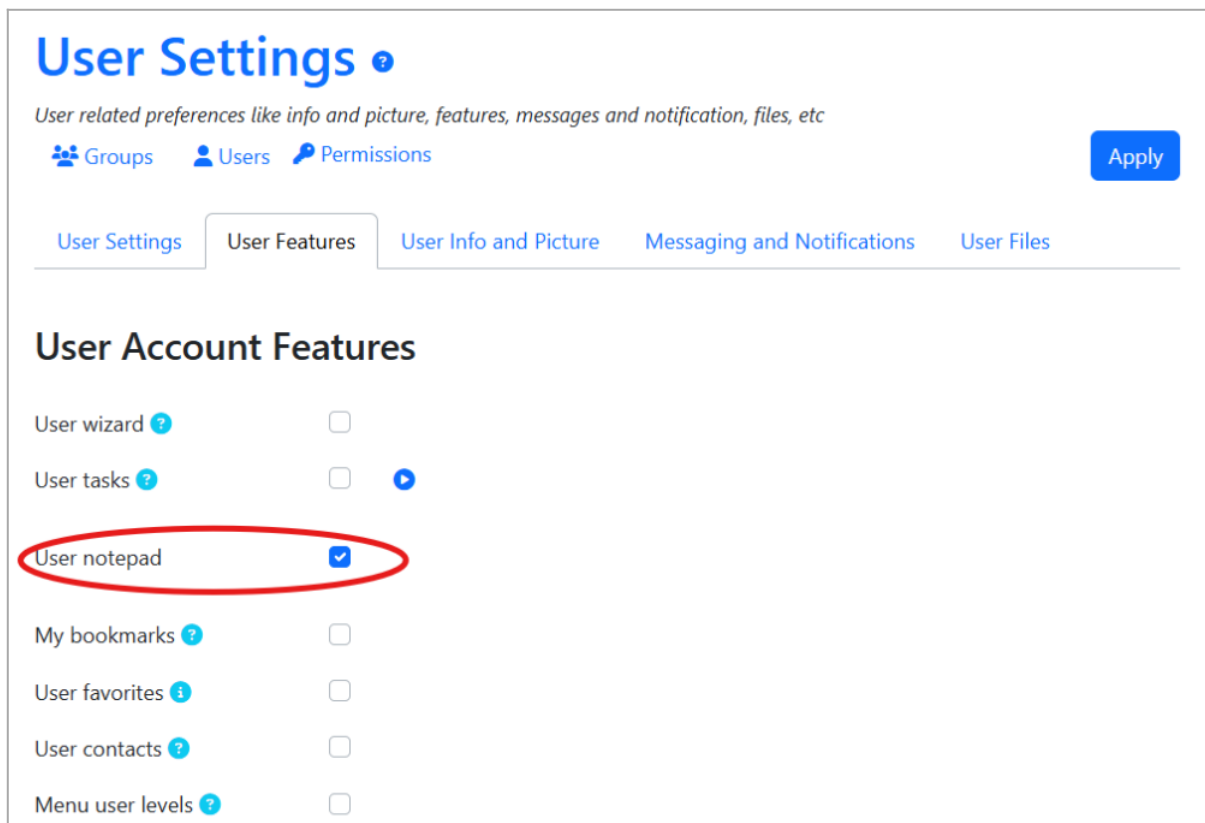 User Settings
User related preferences like info and picture, features, messages and notification, files, etc
Groups Users Permissions
Apply
User Settings User Features User Info and Picture Messaging and Notifications User Files
User Account Features
User wizard
User tasks
User notepad
My bookmarks
User favorites
User contacts
Menu user levels